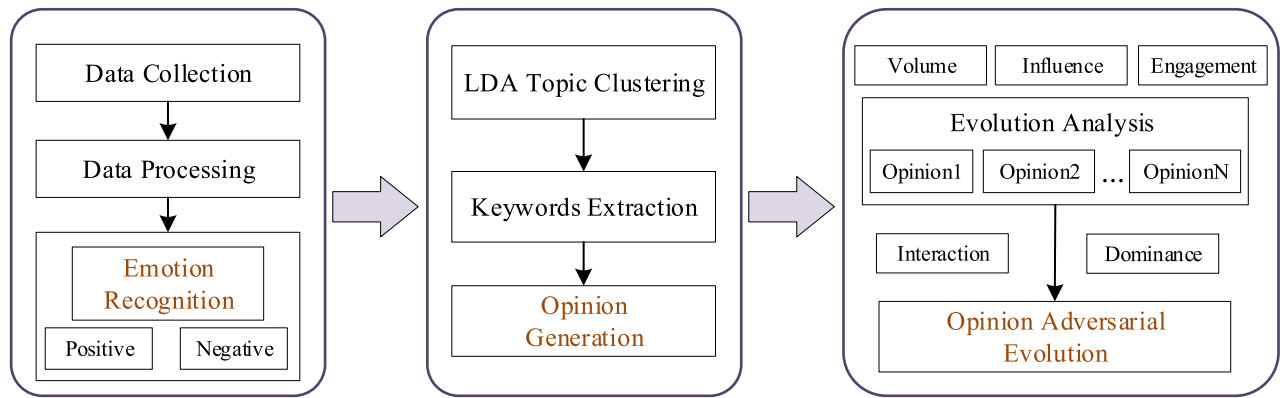 Data Collection
Data Processing
Emotion
Recognition
Positive
Negative
LDA Topic Clustering
Keywords Extraction
Opinion
Generation
Volume
Influence
Engagement
Evolution Analysis
Opinion1
Opinion2
...
OpinionN
Interaction
Dominance
Opinion Adversarial
Evolution